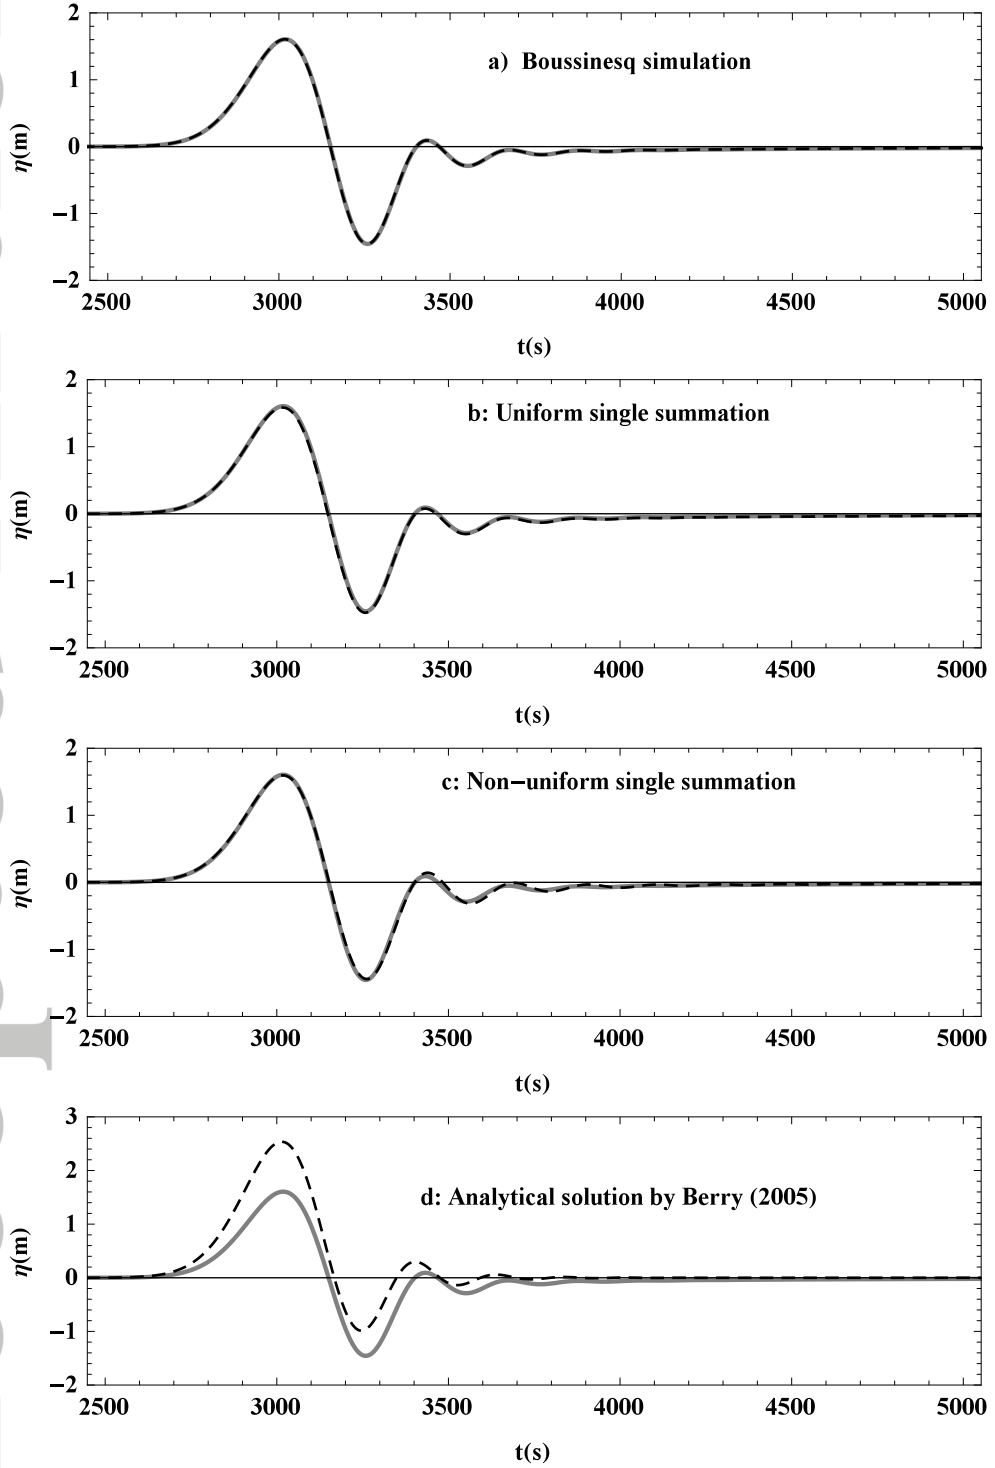 2
a) Boussinesq simulation
1
0
η(m)
−1
−2
2500 3000 3500 4000 4500 5000
t(s)
2
b: Uniform single summation
1
0
η(m)
−1
−2
2500 3000 3500 4000 4500 5000
t(s)
2
c: Non−uniform single summation
1
0
η(m)
−1
−2
2500 3000 3500 4000 4500 5000
t(s)
3
2
d: Analytical solution by Berry (2005)
1
η(m)
0
−1
−2
2500 3000 3500 4000 4500 5000
t(s)